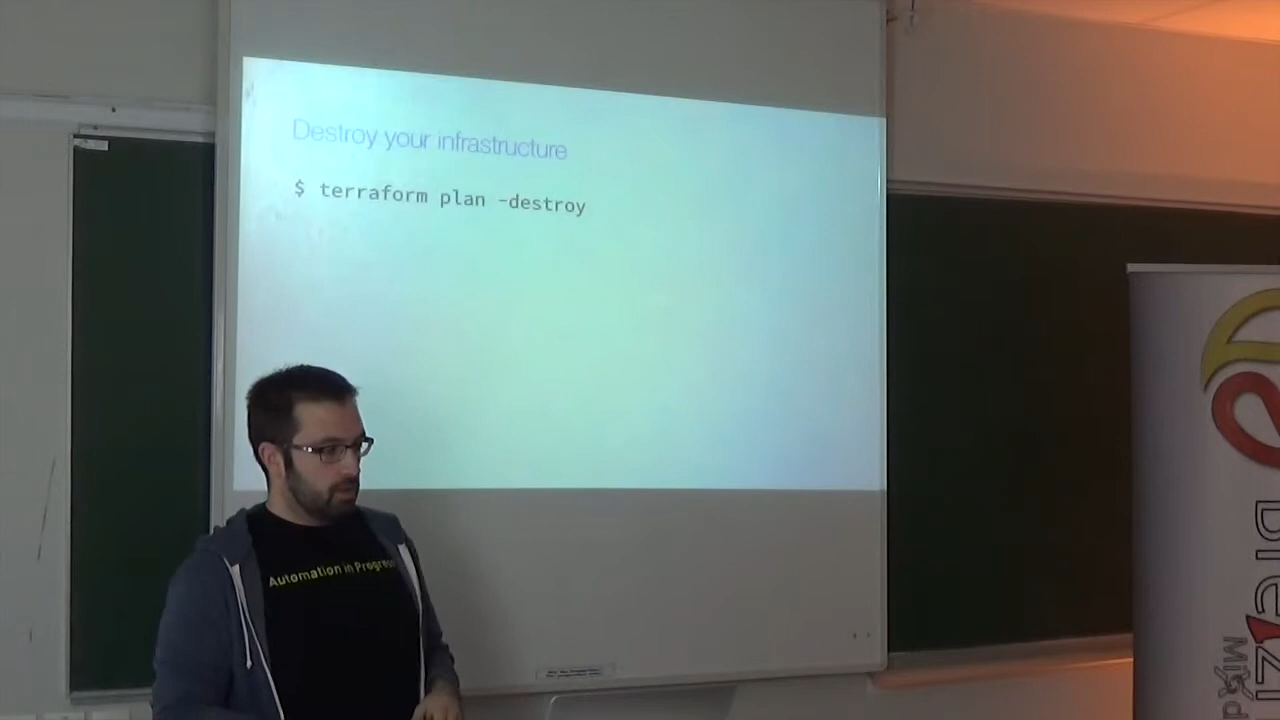 Destroy your infrastructure
$ terraform plan -destroy
Automation in Progress